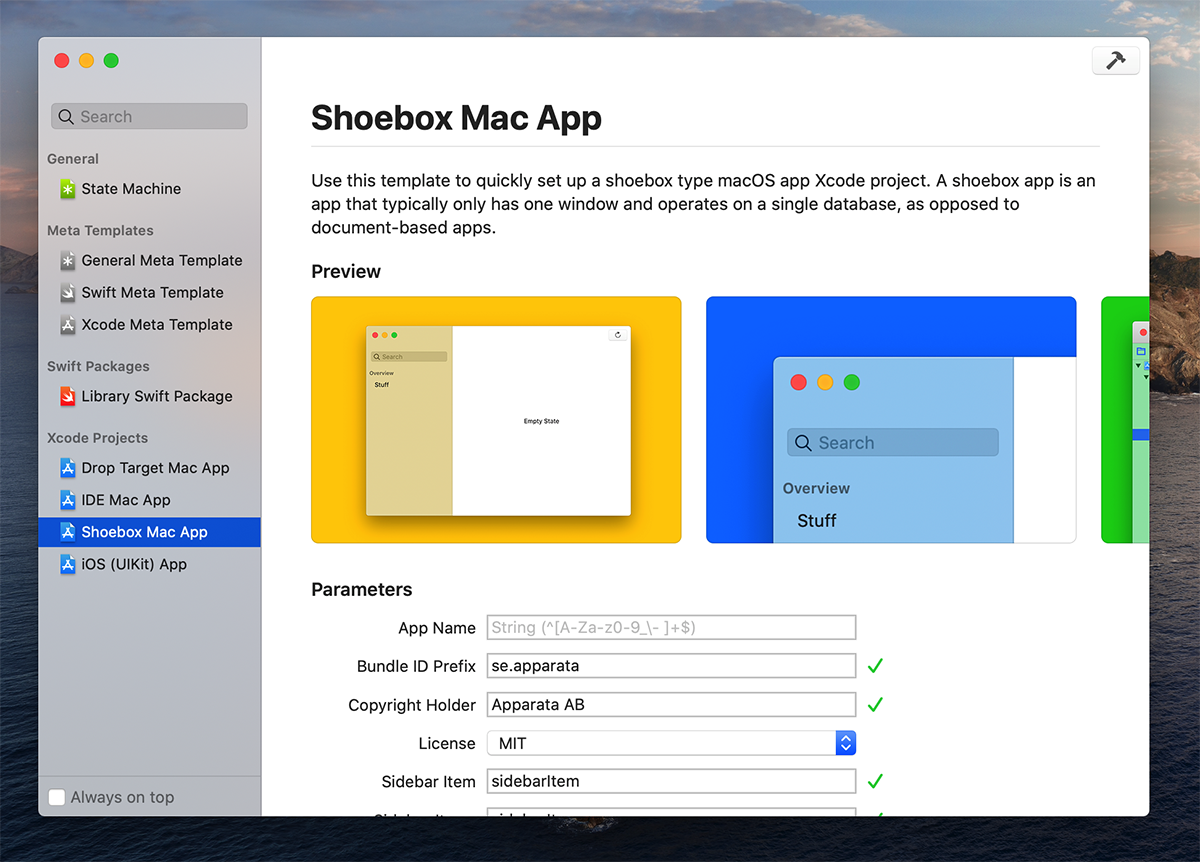 Search
General
State Machine
Meta Templates
General Meta Template
Swift Meta Template
Xcode Meta Template
Swift Packages
Library Swift Package
Xcode Projects
Drop Target Mac App
IDE Mac App
Shoebox Mac App
iOS (UIKit) App
Always on top
Shoebox Mac App
Use this template to quickly set up a shoebox type macOS app Xcode project. A shoebox app is an
app that typically only has one window and operates on a single database, as opposed to
document-based apps.
Preview
Search
Overview
Stuff
Empty State
Search
Overview
Stuff
Parameters
App Name String (^[A-Za-z0-9_\- ]+$)
Bundle ID Prefix se.apparata
Copyright Holder Apparata AB
License MIT
Sidebar Item sidebarItem